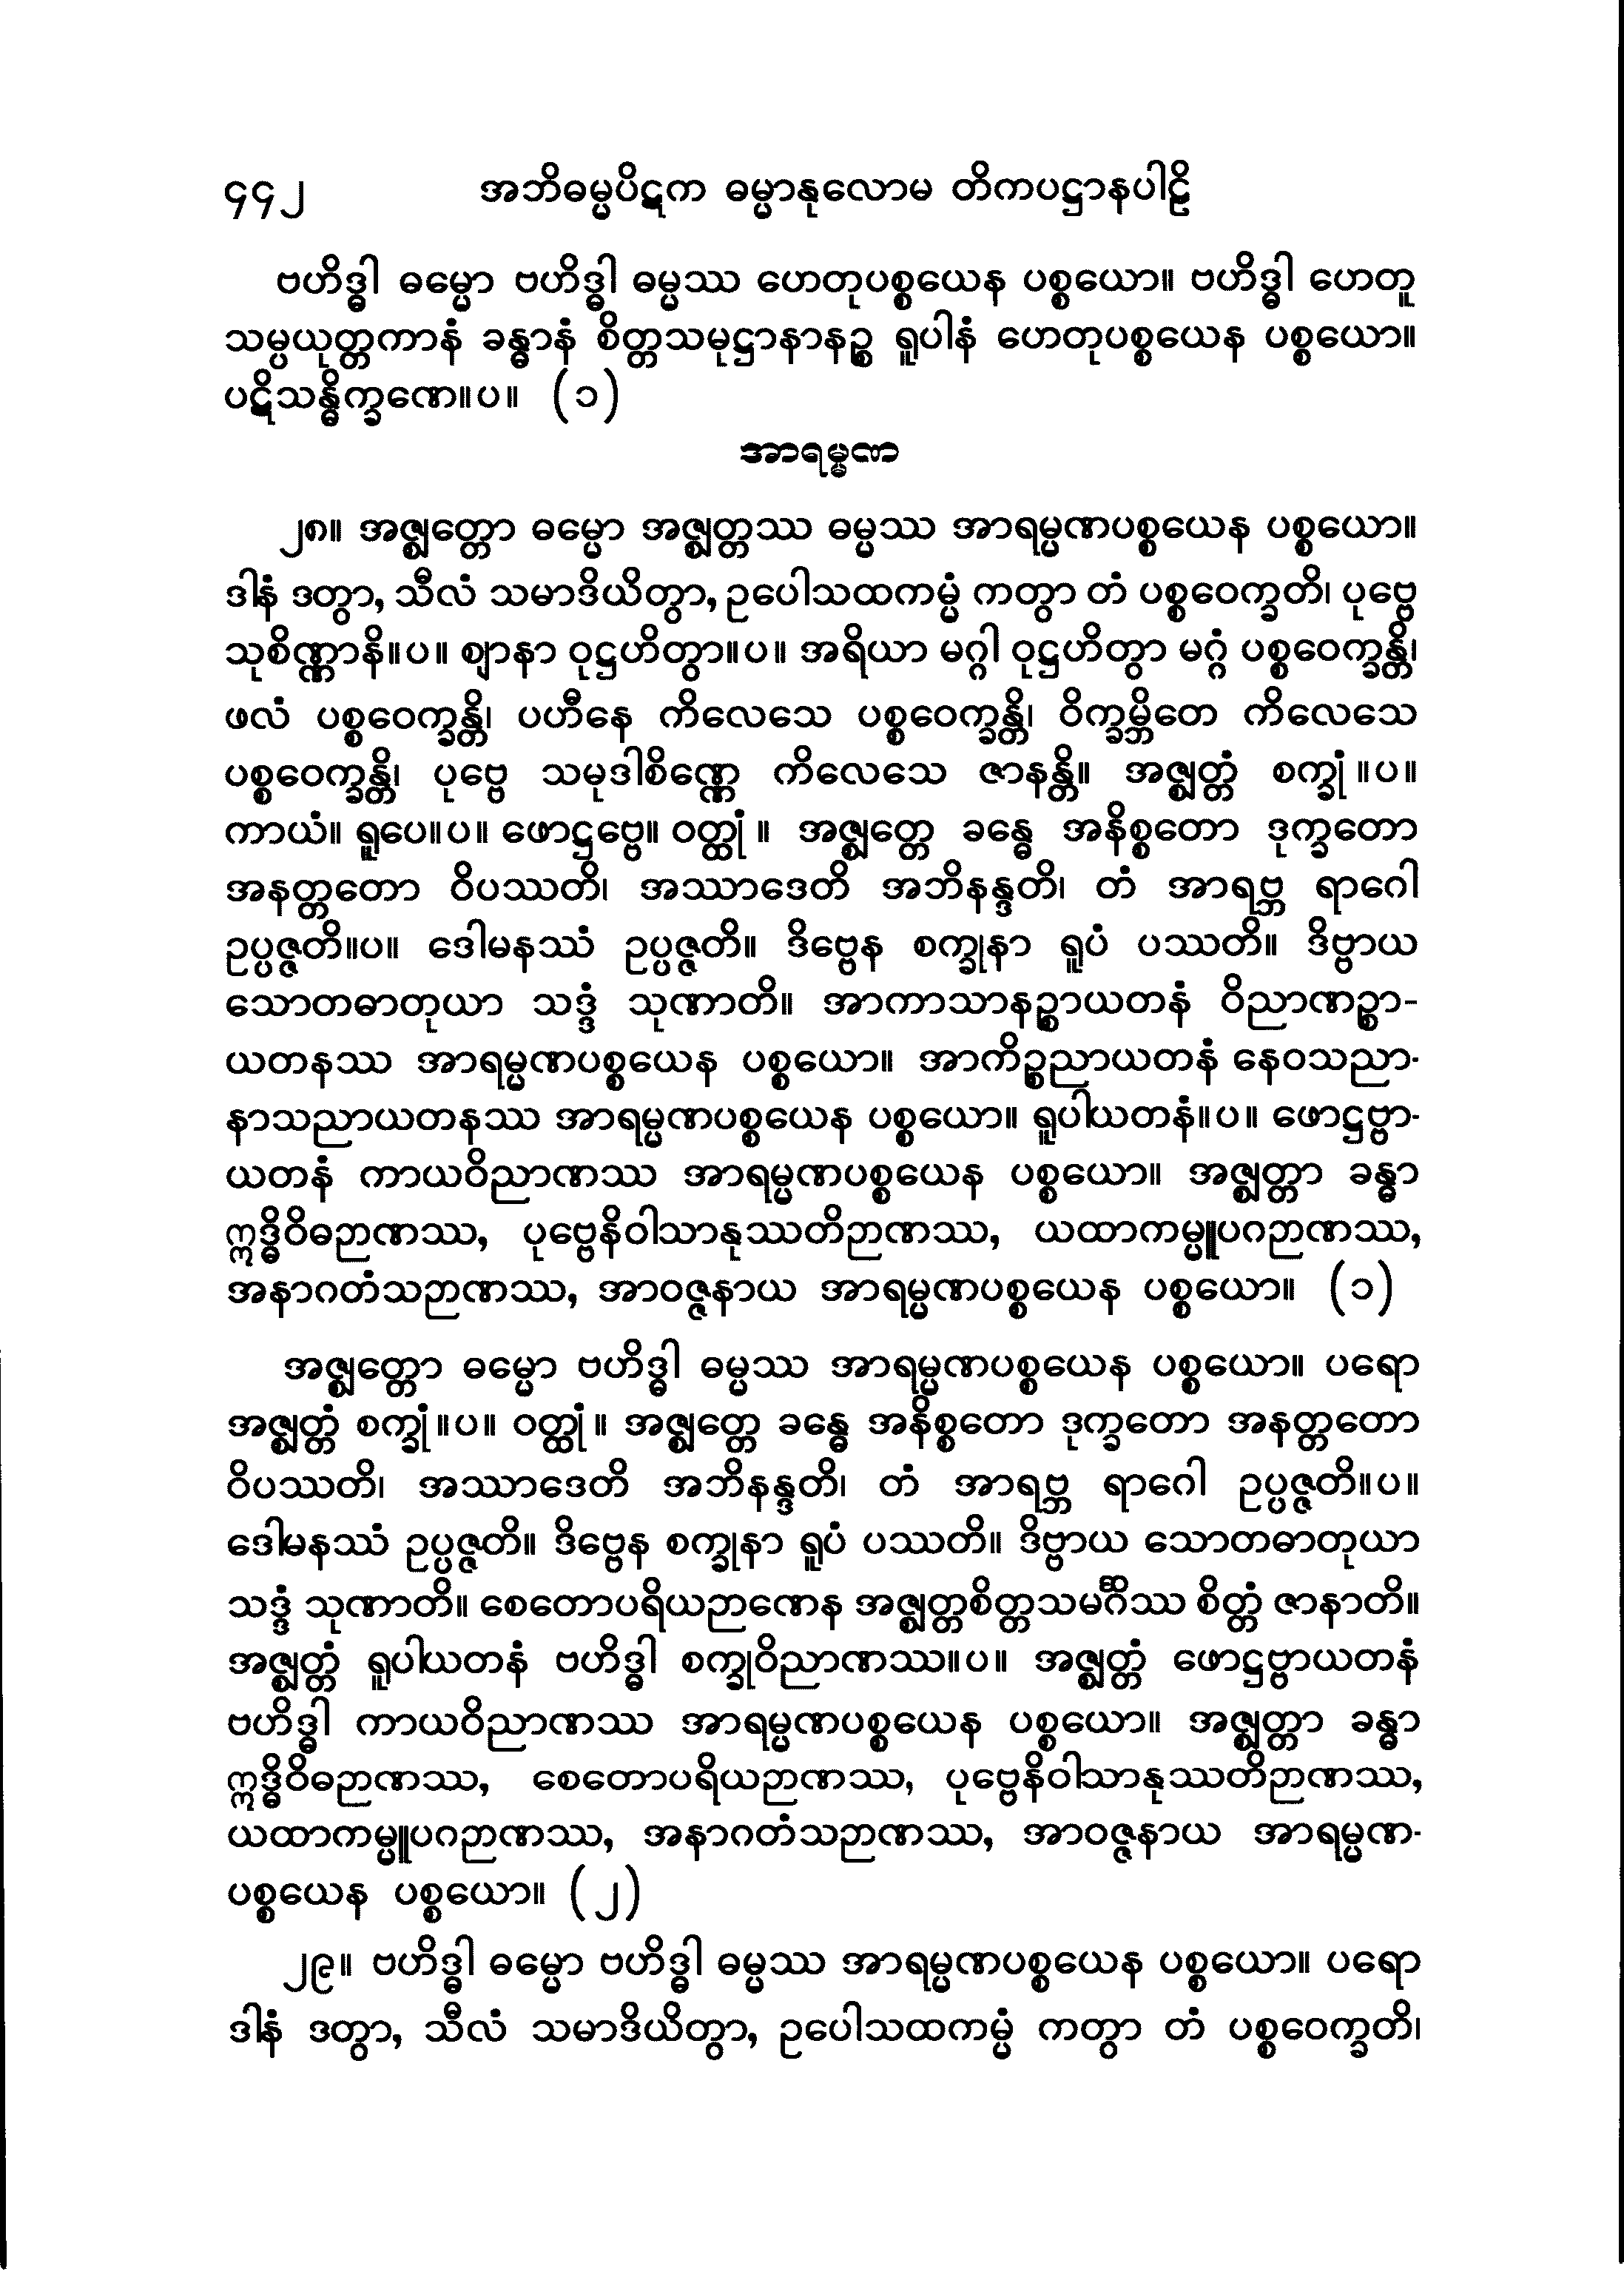 ၄၄၂ အဘိဓမ္မပိဋက ဓမ္မာနုလောမ တိကပဋ္ဌာနပါဠိ
ဗဟိဒ္ဓါ ဓမ္မော ဗဟိဒ္ဓါ ဓမ္မဿ ဟေတုပစ္စယေန ပစ္စယော။ ဗဟိဒ္ဓါ ဟေတူ
သမ္ပယုတ္တကာနံ ခန္ဓာနံ စိတ္တသမုဋ္ဌာနာနဉ္စ ရူပါနံ ဟေတုပစ္စယေန ပစ္စယော။
ပဋိသန္ဓိက္ခဏေ။ပ။ (၁)
အာရမ္မဏ
၂၈။ အဇ္ဈတ္တော ဓမ္မော အဇ္ဈတ္တဿ ဓမ္မဿ အာရမ္မဏပစ္စယေန ပစ္စယော။
ဒါနံ ဒတွာ, သီလံ သမာဒိယိတွာ, ဥပေါသထကမ္မံ ကတွာ တံ ပစ္စဝေက္ခတိ၊ ပုဗ္ဗေ
သုစိဏ္ဏာနိ။ပ။ ဈာနာ ဝုဋ္ဌဟိတွာ။ပ။ အရိယာ မဂ္ဂါ ဝုဋ္ဌဟိတွာ မဂ္ဂံ ပစ္စဝေက္ခန္တိ၊
ဖလံ ပစ္စဝေက္ခန္တိ၊ ပဟီနေ ကိလေသေ ပစ္စဝေက္ခန္တိ၊ ဝိက္ခမ္ဘိတေ ကိလေသေ
ပစ္စဝေက္ခန္တိ၊ ပုဗ္ဗေ သမုဒါစိဏ္ဏေ ကိလေသေ ဇာနန္တိ။ အဇ္ဈတ္တံ စက္ခုံ။ပ။
ကာယံ။ ရူပေ။ပ။ ဖောဋ္ဌဗ္ဗေ။ ဝတ္ထုံ။ အဇ္ဈတ္တေ ခန္ဓေ အနိစ္စတော ဒုက္ခတော
အနတ္တတော ဝိပဿတိ၊ အဿာဒေတိ အဘိနန္ဒတိ၊ တံ အာရဗ္ဘ ရာဂေါ
ဥပ္ပဇ္ဇတိ။ပ။ ဒေါမနဿံ ဥပ္ပဇ္ဇတိ။ ဒိဗ္ဗေန စက္ခုနာ ရူပံ ပဿတိ။ ဒိဗ္ဗာယ
သောတဓာတုယာ သဒ္ဒံ သုဏာတိ။ အာကာသာနဉ္စာယတနံ ဝိညာဏဉ္စာ-
ယတနဿ အာရမ္မဏပစ္စယေန ပစ္စယော။ အာကိဉ္စညာယတနံ နေဝသညာ-
နာသညာယတနဿ အာရမ္မဏပစ္စယေန ပစ္စယော။ ရူပါယတနံ။ပ။ ဖောဋ္ဌဗ္ဗာ-
ယတနံ ကာယဝိညာဏဿ အာရမ္မဏပစ္စယေန ပစ္စယော။ အဇ္ဈတ္တာ ခန္ဓာ
ဣဒ္ဓိဝိဓဉာဏဿ, ပုဗ္ဗေနိဝါသာနုဿတိဉာဏဿ, ယထာကမ္မူပဂဉာဏဿ,
အနာဂတံသဉာဏဿ, အာဝဇ္ဇနာယ အာရမ္မဏပစ္စယေန ပစ္စယော။ (၁)
အဇ္ဈတ္တော ဓမ္မော ဗဟိဒ္ဓါ ဓမ္မဿ အာရမ္မဏပစ္စယေန ပစ္စယော။ ပရော
အဇ္ဈတ္တံ စက္ခုံ။ပ။ ဝတ္ထုံ။ အဇ္ဈတ္တေ ခန္ဓေ အနိစ္စတော ဒုက္ခတော အနတ္တတော
ဝိပဿတိ၊ အဿာဒေတိ အဘိနန္ဒတိ၊ တံ အာရဗ္ဘ ရာဂေါ ဥပ္ပဇ္ဇတိ။ပ။
ဒေါမနဿံ ဥပ္ပဇ္ဇတိ။ ဒိဗ္ဗေန စက္ခုနာ ရူပံ ပဿတိ။ ဒိဗ္ဗာယ သောတဓာတုယာ
သဒ္ဒံ သုဏာတိ။ စေတောပရိယဉာဏေန အဇ္ဈတ္တစိတ္တသမင်္ဂိဿ စိတ္တံ ဇာနာတိ။
အဇ္ဈတ္တံ ရူပါယတနံ ဗဟိဒ္ဓါ စက္ခုဝိညာဏဿ။ပ။ အဇ္ဈတ္တံ ဖောဋ္ဌဗ္ဗာယတနံ
ဗဟိဒ္ဓါ ကာယဝိညာဏဿ အာရမ္မဏပစ္စယေန ပစ္စယော။ အဇ္ဈတ္တာ ခန္ဓာ
ဣဒ္ဓိဝိဓဉာဏဿ, စေတောပရိယဉာဏဿ, ပုဗ္ဗေနိဝါသာနုဿတိဉာဏဿ,
ယထာကမ္မူပဂဉာဏဿ, အနာဂတံသဉာဏဿ, အာဝဇ္ဇနာယ အာရမ္မဏ-
ပစ္စယေန ပစ္စယော။ (၂)
၂၉။ ဗဟိဒ္ဓါ ဓမ္မော ဗဟိဒ္ဓါ ဓမ္မဿ အာရမ္မဏပစ္စယေန ပစ္စယော။ ပရော
ဒါနံ ဒတွာ, သီလံ သမာဒိယိတွာ, ဥပေါသထကမ္မံ ကတွာ တံ ပစ္စဝေက္ခတိ၊